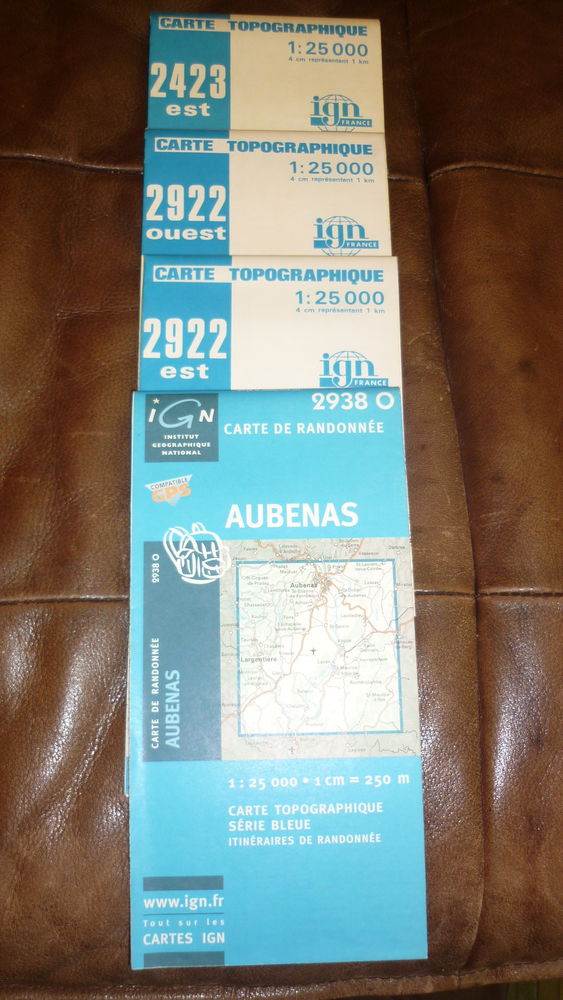 CARTE TOPOGRAPHIQUE
1:25 000
4 cm représentent 1 km
2423
est
ign
FRANCE
CARTE TOPOGRAPHIQUE
1:25 000
4 cm représentent 1 km
2922
ouest
ign
FRANCE
CARTE TOPOGRAPHIQUE
1:25 000
4 cm représentent 1 km
2922
est
ign
FRANCE
IGN
INSTITUT
GEOGRAPHIQUE
NATIONAL
2938 O
CARTE DE RANDONNÉE
COMPATIBLE
GPS
AUBENAS
2938 O
CARTE DE RANDONNÉE
AUBENAS
Aubenas
Largentière
1 : 25 000 • 1 cm = 250 m
CARTE TOPOGRAPHIQUE
SÉRIE BLEUE
ITINÉRAIRES DE RANDONNÉE
www.ign.fr
Tout sur les
CARTES IGN